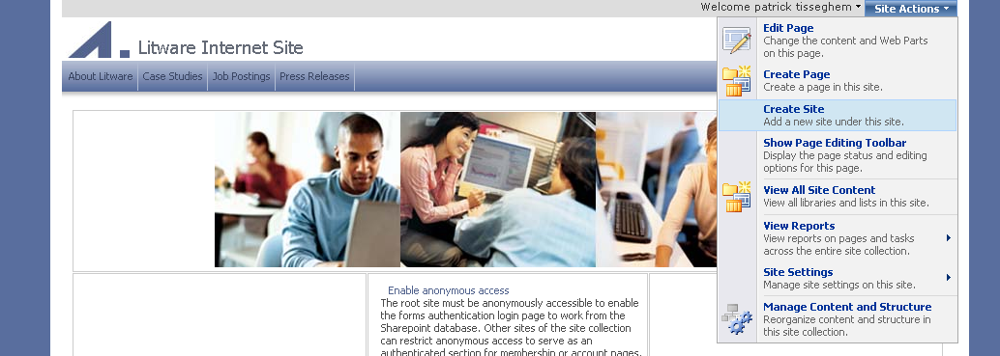 Welcome patrick tisseghem
Site Actions
Litware Internet Site
About Litware
Case Studies
Job Postings
Press Releases
Edit Page
Change the content and Web Parts
on this page.
Create Page
Create a page in this site.
Create Site
Add a new site under this site.
Show Page Editing Toolbar
Display the page status and editing
options for this page.
View All Site Content
View all libraries and lists in this site.
View Reports
View reports on pages and tasks
across the entire site collection.
Site Settings
Manage site settings on this site.
Manage Content and Structure
Reorganize content and structure in
this site collection.
Enable anonymous access
The root site must be anonymously accessible to enable
the forms authentication login page to work from the
Sharepoint database. Other sites of the site collection
can restrict anonymous access to serve as an
authenticated section for membership or account pages.